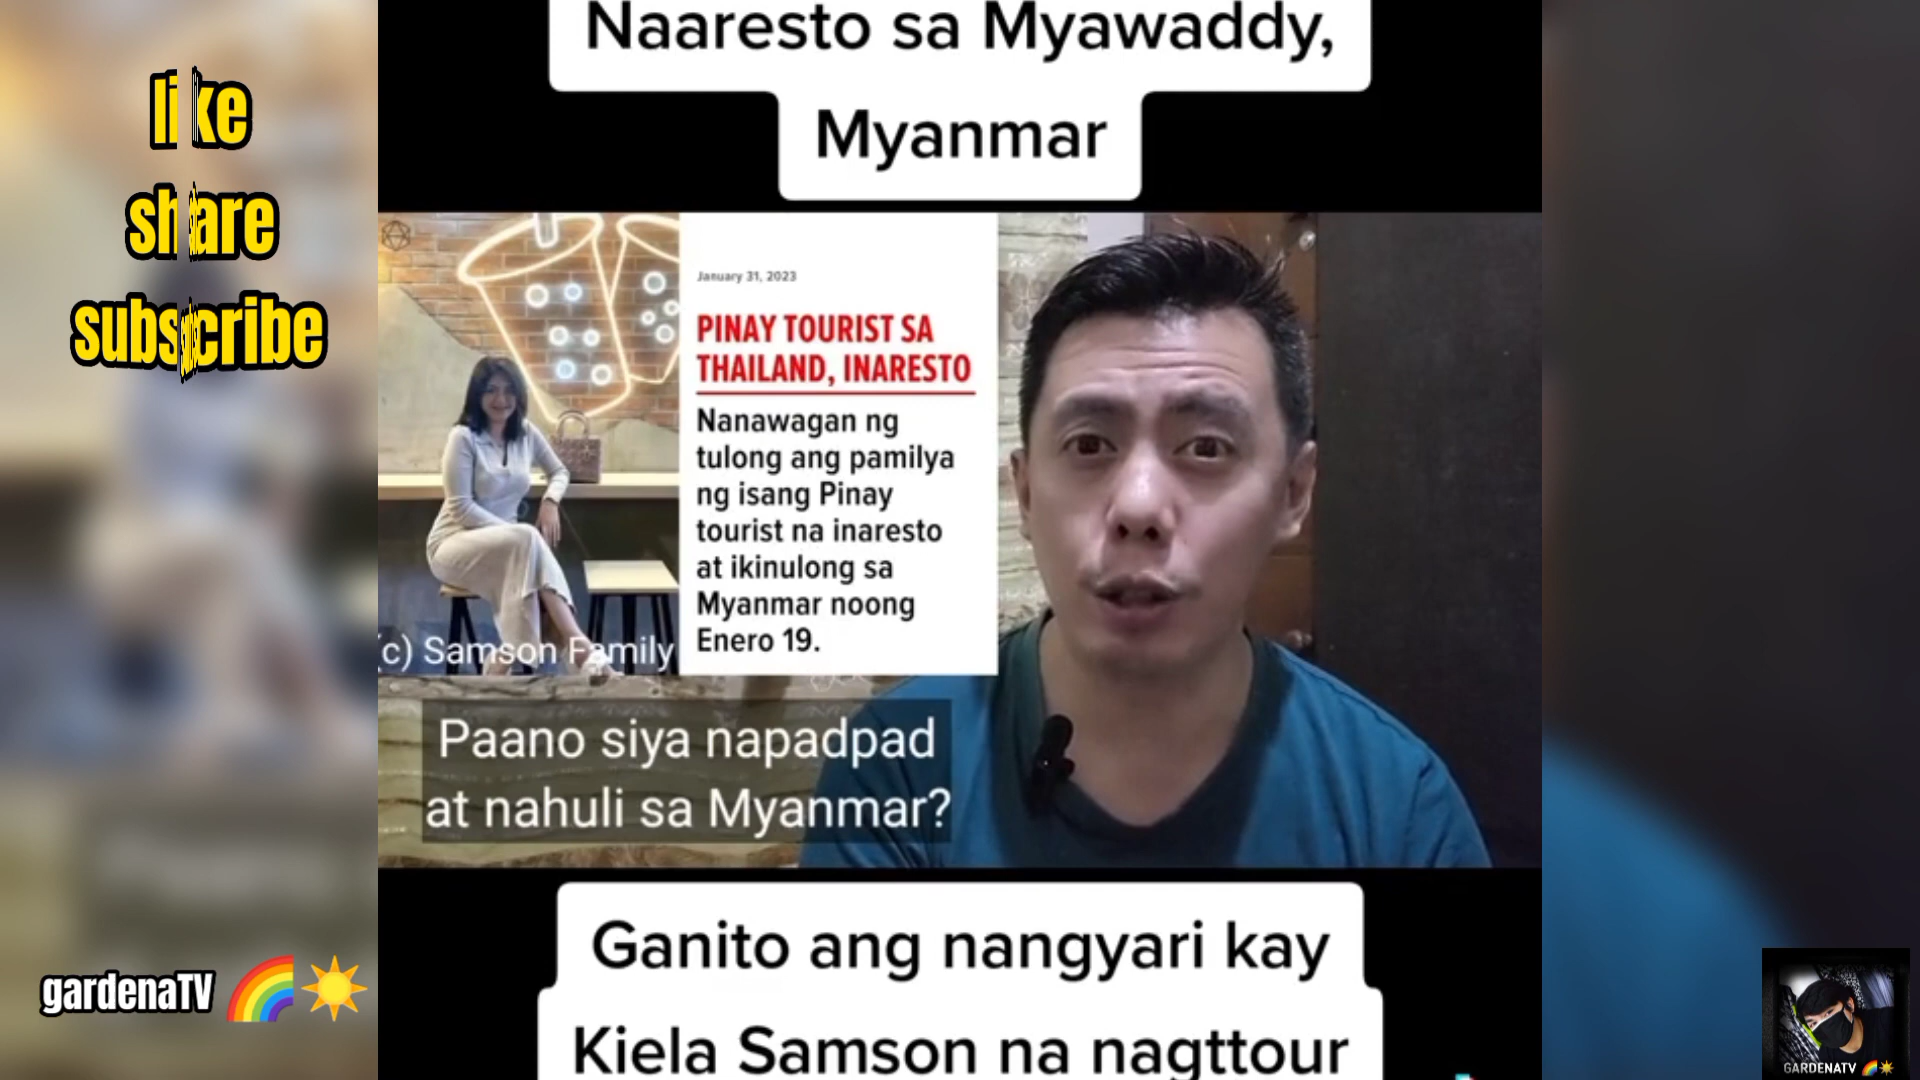 like
share
subscribe
gardenaTV
Naaresto sa Myawaddy,
Myanmar
January 31, 2023
PINAY TOURIST SA
THAILAND, INARESTO
Nanawagan ng
tulong ang pamilya
ng isang Pinay
tourist na inaresto
at ikinulong sa
Myanmar noong
Enero 19.
(c) Samson Family
Paano siya napadpad
at nahuli sa Myanmar?
Ganito ang nangyari kay
Kiela Samson na nagttour
GARDENATV